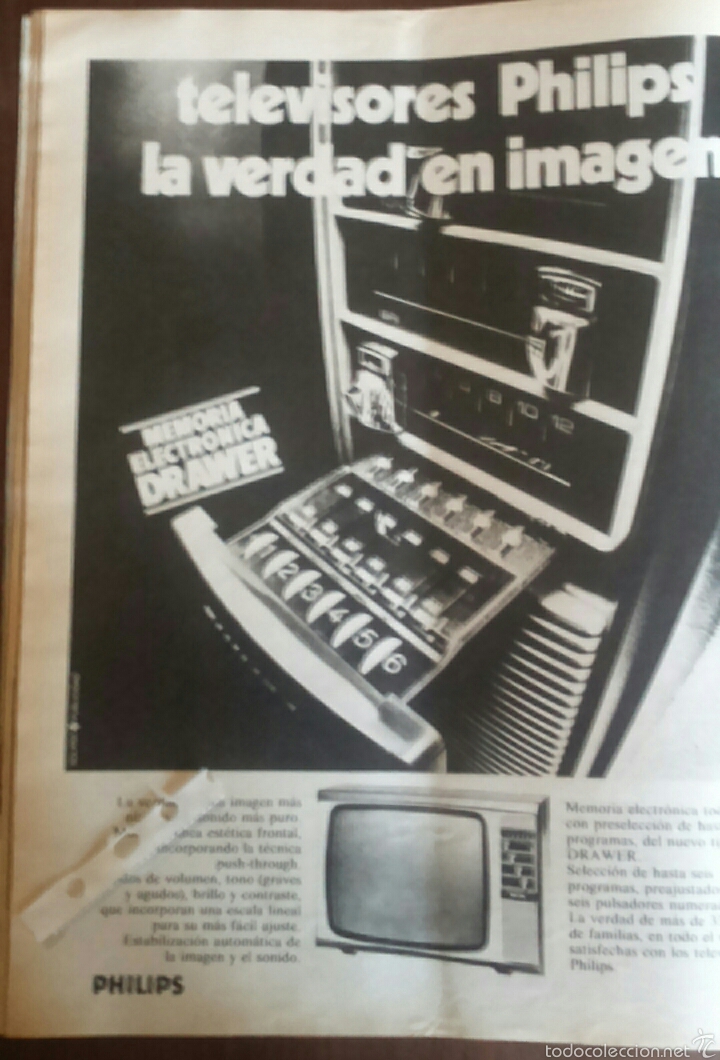 televisores Philips
la verdad en imagen
8 10 12
MEMORIA
ELECTRONICA
DRAWER
1 2 3 4 5 6
La imagen más
sonido más puro.
estética frontal,
incorporando la técnica
push-through.
de volumen, tono (graves
y agudos), brillo y contraste,
que incorporan una escala lineal
para su más fácil ajuste.
Estabilización automática de
la imagen y el sonido.
PHILIPS
Memoria electrónica
con preselección de
programas, del nuevo
DRAWER.
Selección de hasta seis
programas, preajustado
seis pulsadores
La verdad de más de 3
de familias, en todo el
satisfechas con los
Philips.
todocoleccion.net